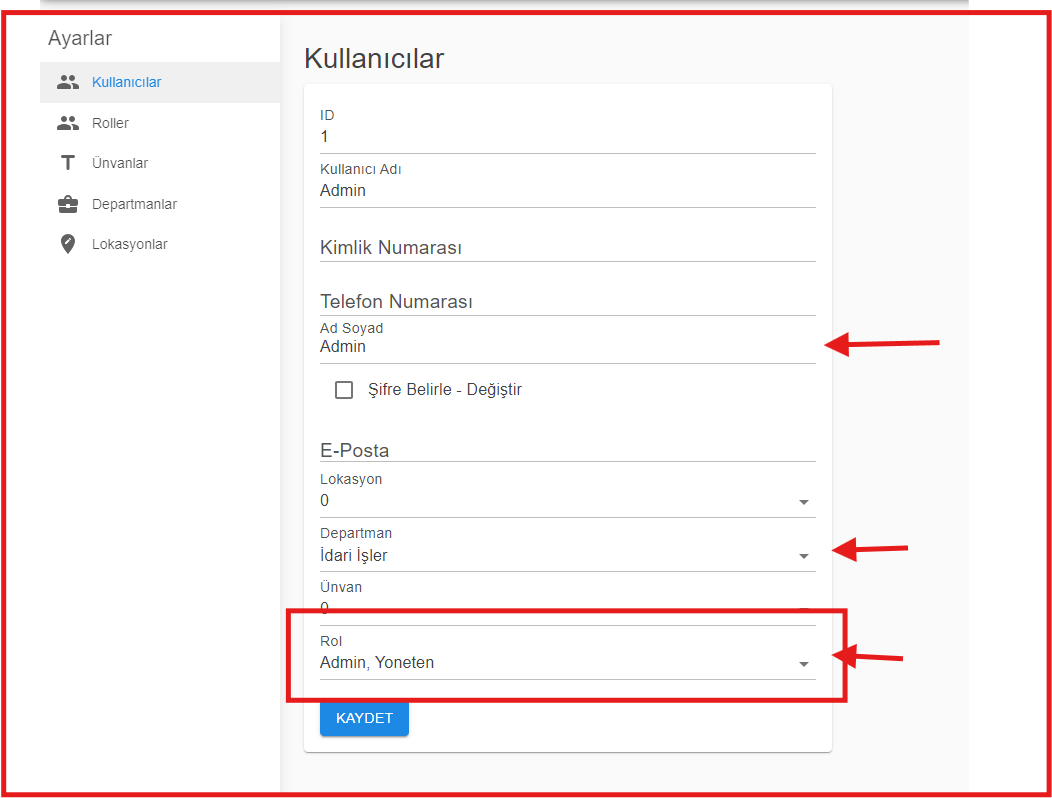 Ayarlar
Kullanıcılar
Roller
Ünvanlar
Departmanlar
Lokasyonlar
Kullanıcılar
ID
1
Kullanıcı Adı
Admin
Kimlik Numarası
Telefon Numarası
Ad Soyad
Admin
Şifre Belirle - Değiştir
E-Posta
Lokasyon
0
Departman
İdari İşler
Ünvan
0
Rol
Admin, Yoneten
KAYDET